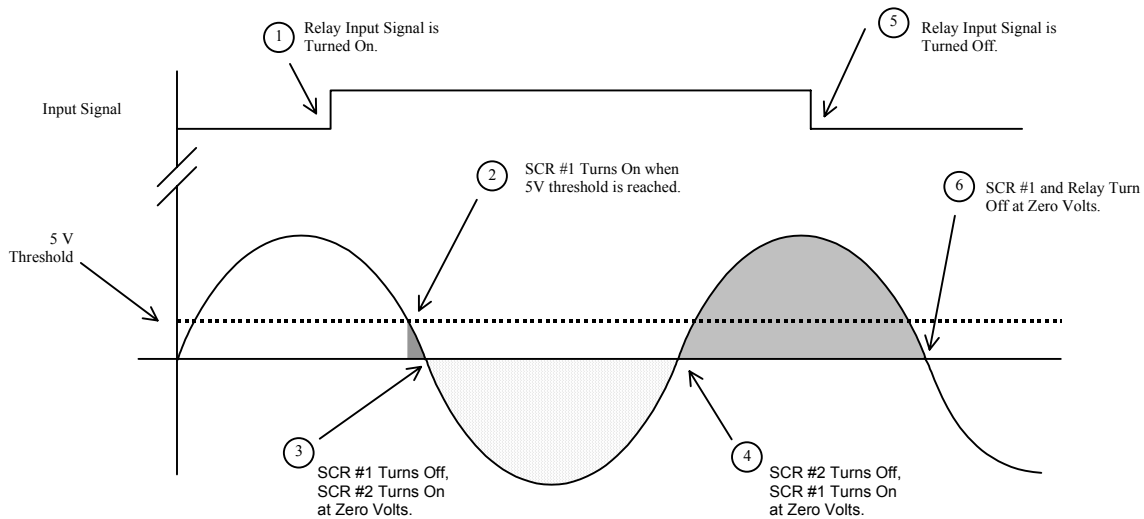 1
Relay Input Signal is
Turned On.
5
Relay Input Signal is
Turned Off.
Input Signal
2
SCR #1 Turns On when
5V threshold is reached.
6
SCR #1 and Relay Turn
Off at Zero Volts.
5 V
Threshold
3
SCR #1 Turns Off,
SCR #2 Turns On
at Zero Volts.
4
SCR #2 Turns Off,
SCR #1 Turns On
at Zero Volts.